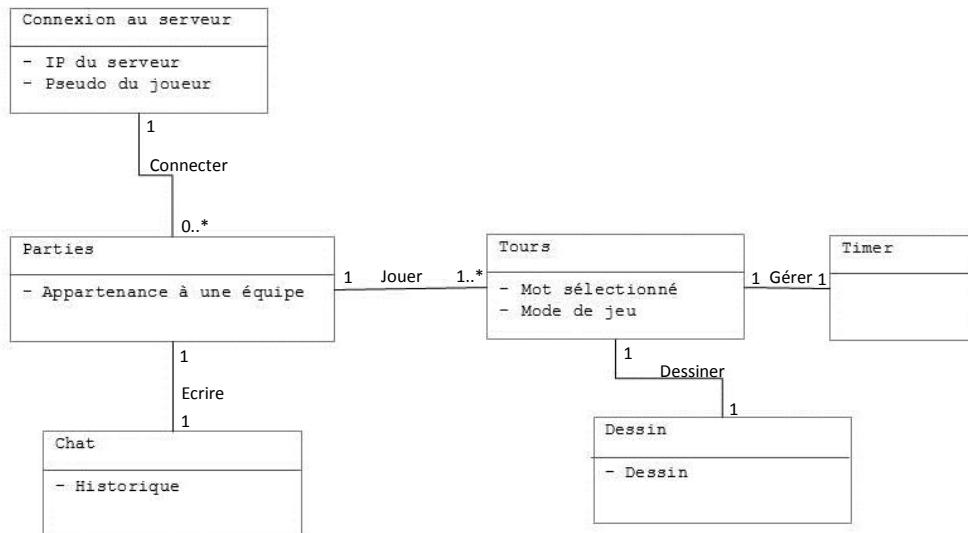 Connexion au serveur
- IP du serveur
- Pseudo du joueur
1
Connecter
0..*
Parties
- Appartenance à une équipe
1 Jouer 1..*
Tours
- Mot sélectionné
- Mode de jeu
1 Gérer 1
Timer
1
Ecrire
1
Chat
- Historique
1
Dessiner
1
Dessin
- Dessin